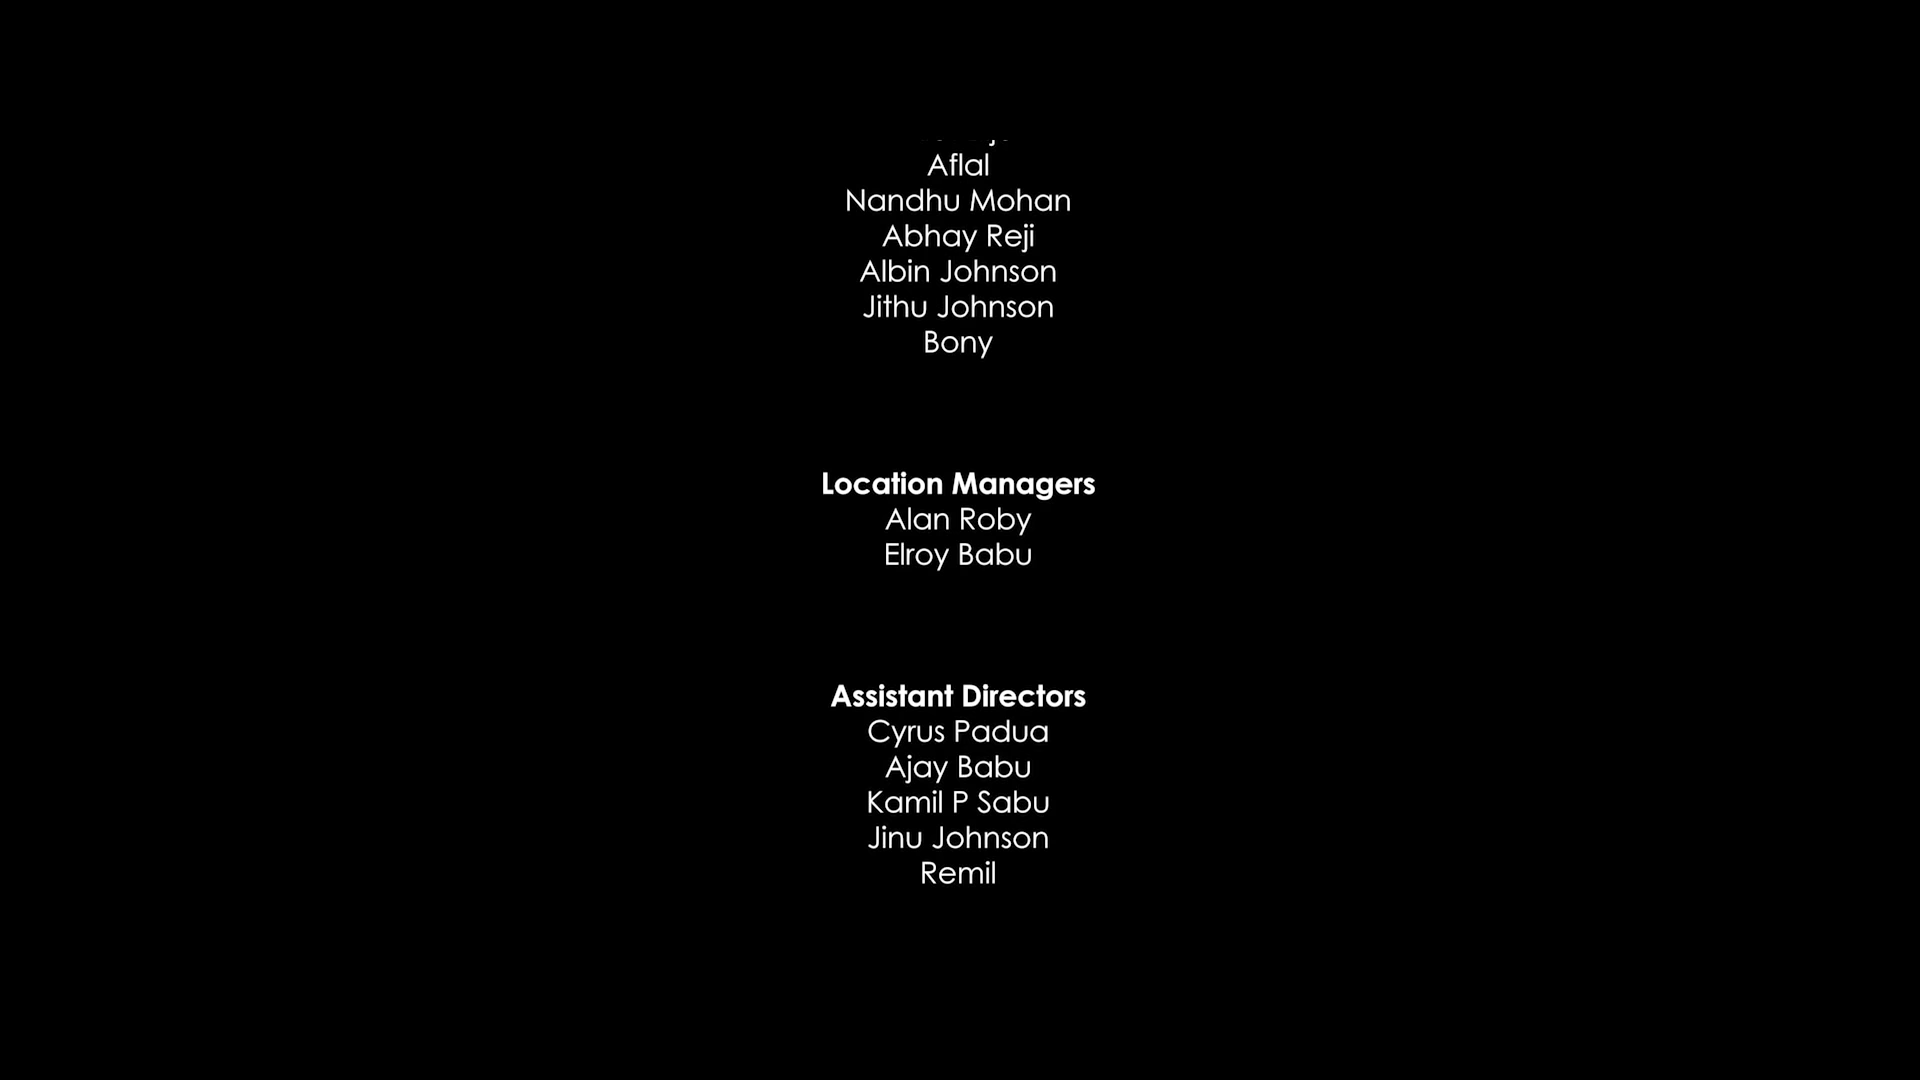 Aflal
Nandhu Mohan
Abhay Reji
Albin Johnson
Jithu Johnson
Bony
Location Managers
Alan Roby
Elroy Babu
Assistant Directors
Cyrus Padua
Ajay Babu
Kamil P Sabu
Jinu Johnson
Remil